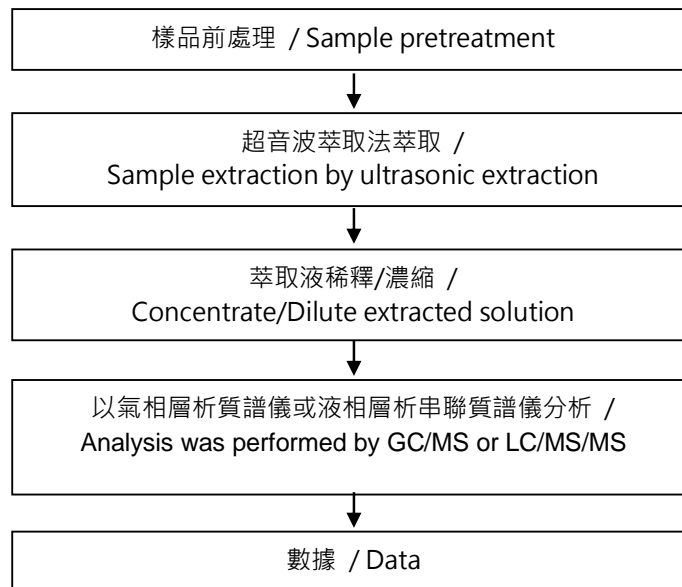 樣品前處理 / Sample pretreatment
超音波萃取法萃取 /
Sample extraction by ultrasonic extraction
萃取液稀釋/濃縮 /
Concentrate/Dilute extracted solution
以氣相層析質譜儀或液相層析串聯質譜儀分析 /
Analysis was performed by GC/MS or LC/MS/MS
數據 / Data